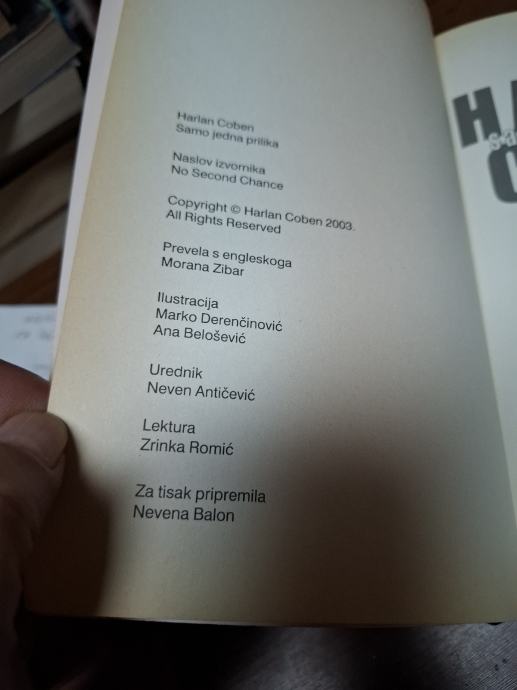 Harlan Coben
Samo jedna prilika
Naslov izvornika
No Second Chance
Copyright © Harlan Coben 2003.
All Rights Reserved
Prevela s engleskoga
Morana Zibar
Ilustracija
Marko Derenčinović
Ana Belošević
Urednik
Neven Antičević
Lektura
Zrinka Romić
Za tisak pripremila
Nevena Balon